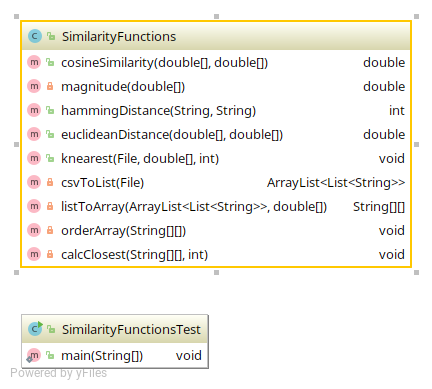 C SimilarityFunctions
m cosineSimilarity(double[], double[]) double
m magnitude(double[]) double
m hammingDistance(String, String) int
m euclideanDistance(double[], double[]) double
m knearest(File, double[], int) void
m csvToList(File) ArrayList<List<String>>
m listToArray(ArrayList<List<String>>, double[]) String[][]
m orderArray(String[][]) void
m calcClosest(String[][], int) void
C SimilarityFunctionsTest
m main(String[]) void
Powered by yFiles